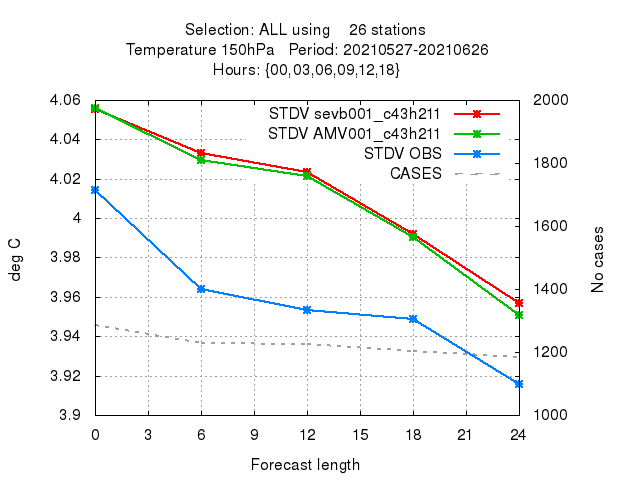 Selection: ALL using    26 stations
Temperature 150hPa   Period: 20210527-20210626
Hours: {00,03,06,09,12,18}
STDV sevb001_c43h211
STDV AMV001_c43h211
STDV OBS
CASES
4.06
4.04
4.02
4
3.98
3.96
3.94
3.92
3.9
deg C
2000
1800
1600
1400
1200
1000
No cases
0 3 6 9 12 15 18 21 24
Forecast length